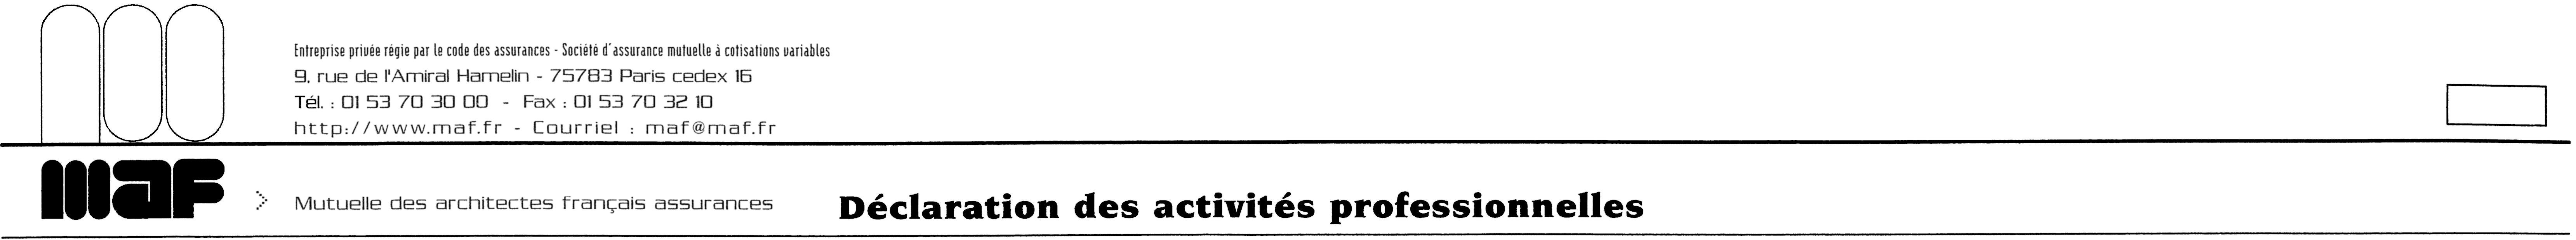 Entreprise privée régie par le code des assurances - Société d'assurance mutuelle à cotisations variables
9, rue de l'Amiral Hamelin - 75783 Paris cedex 16
Tél. : 01 53 70 30 00 - Fax : 01 53 70 32 10
http://www.maf.fr - Courriel : maf@maf.fr
maf
Mutuelle des architectes français assurances
Déclaration des activités professionnelles